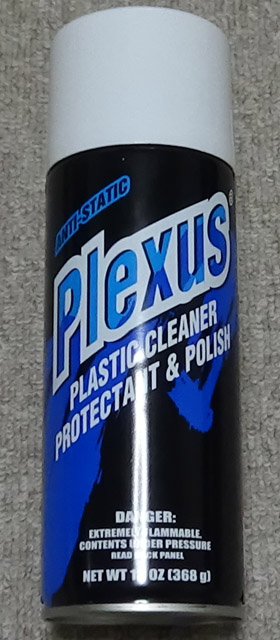 ANTI-STATIC
Plexus®
PLASTIC CLEANER
PROTECTANT & POLISH
DANGER:
EXTREMELY FLAMMABLE.
CONTENTS UNDER PRESSURE
READ BACK PANEL
NET WT OZ (368 g)